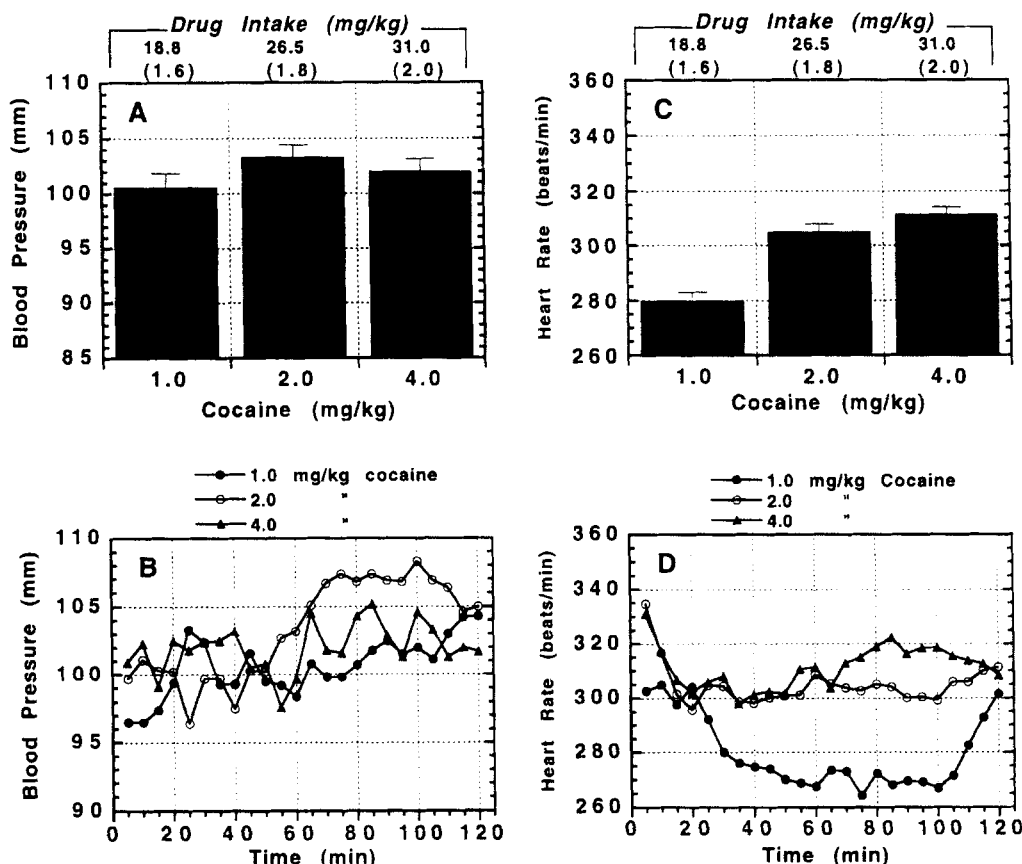 Drug Intake (mg/kg)
18.8 26.5 31.0
(1.6) (1.8) (2.0)
A
Blood Pressure (mm)
110
105
100
95
90
85
1.0 2.0 4.0
Cocaine (mg/kg)
Drug Intake (mg/kg)
18.8 26.5 31.0
(1.6) (1.8) (2.0)
C
Heart Rate (beats/min)
360
340
320
300
280
260
1.0 2.0 4.0
Cocaine (mg/kg)
1.0 mg/kg cocaine
2.0 "
4.0 "
B
Blood Pressure (mm)
110
105
100
95
90
0 20 40 60 80 100 120
Time (min)
1.0 mg/kg Cocaine
2.0 "
4.0 "
D
Heart Rate (beats/min)
360
340
320
300
280
260
0 20 40 60 80 100 120
Time (min)